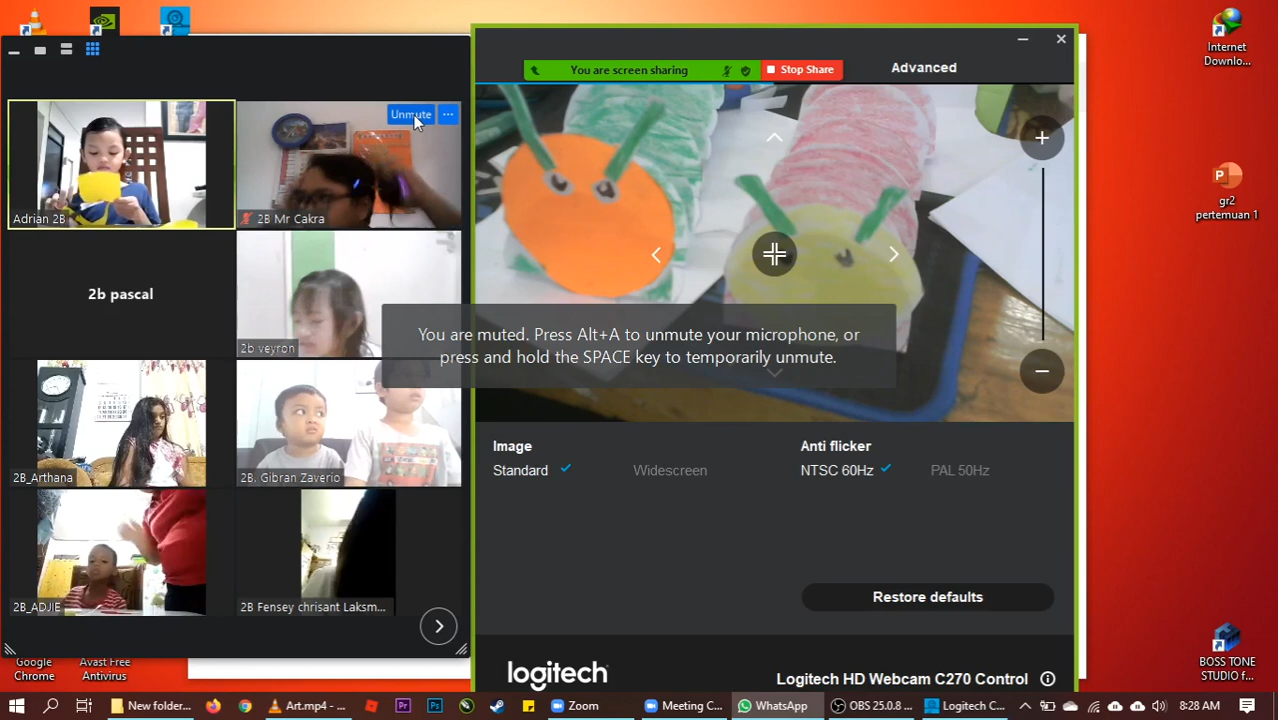 Internet
Downlo...
Advanced
You are screen sharing
Stop Share
Unmute
Adrian 2B
2B Mr Cakra
2b pascal
2b veyron
gr2
pertemuan 1
You are muted. Press Alt+A to unmute your microphone, or
press and hold the SPACE key to temporarily unmute.
2B_Arthana
2B. Gibran Zaverio
Image
Anti flicker
Standard
Widescreen
NTSC 60Hz
PAL 50Hz
2B_ADJIE
2B Fensey chrisant Laksm...
Restore defaults
Google
Chrome
Avast Free
Antivirus
logitech
Logitech HD Webcam C270 Control
BOSS TONE
STUDIO f...
New folder...
Art.mp4 - ...
Pr
Ps
Zoom
Meeting C...
WhatsApp
OBS 25.0.8 ...
Logitech C...
8:28 AM